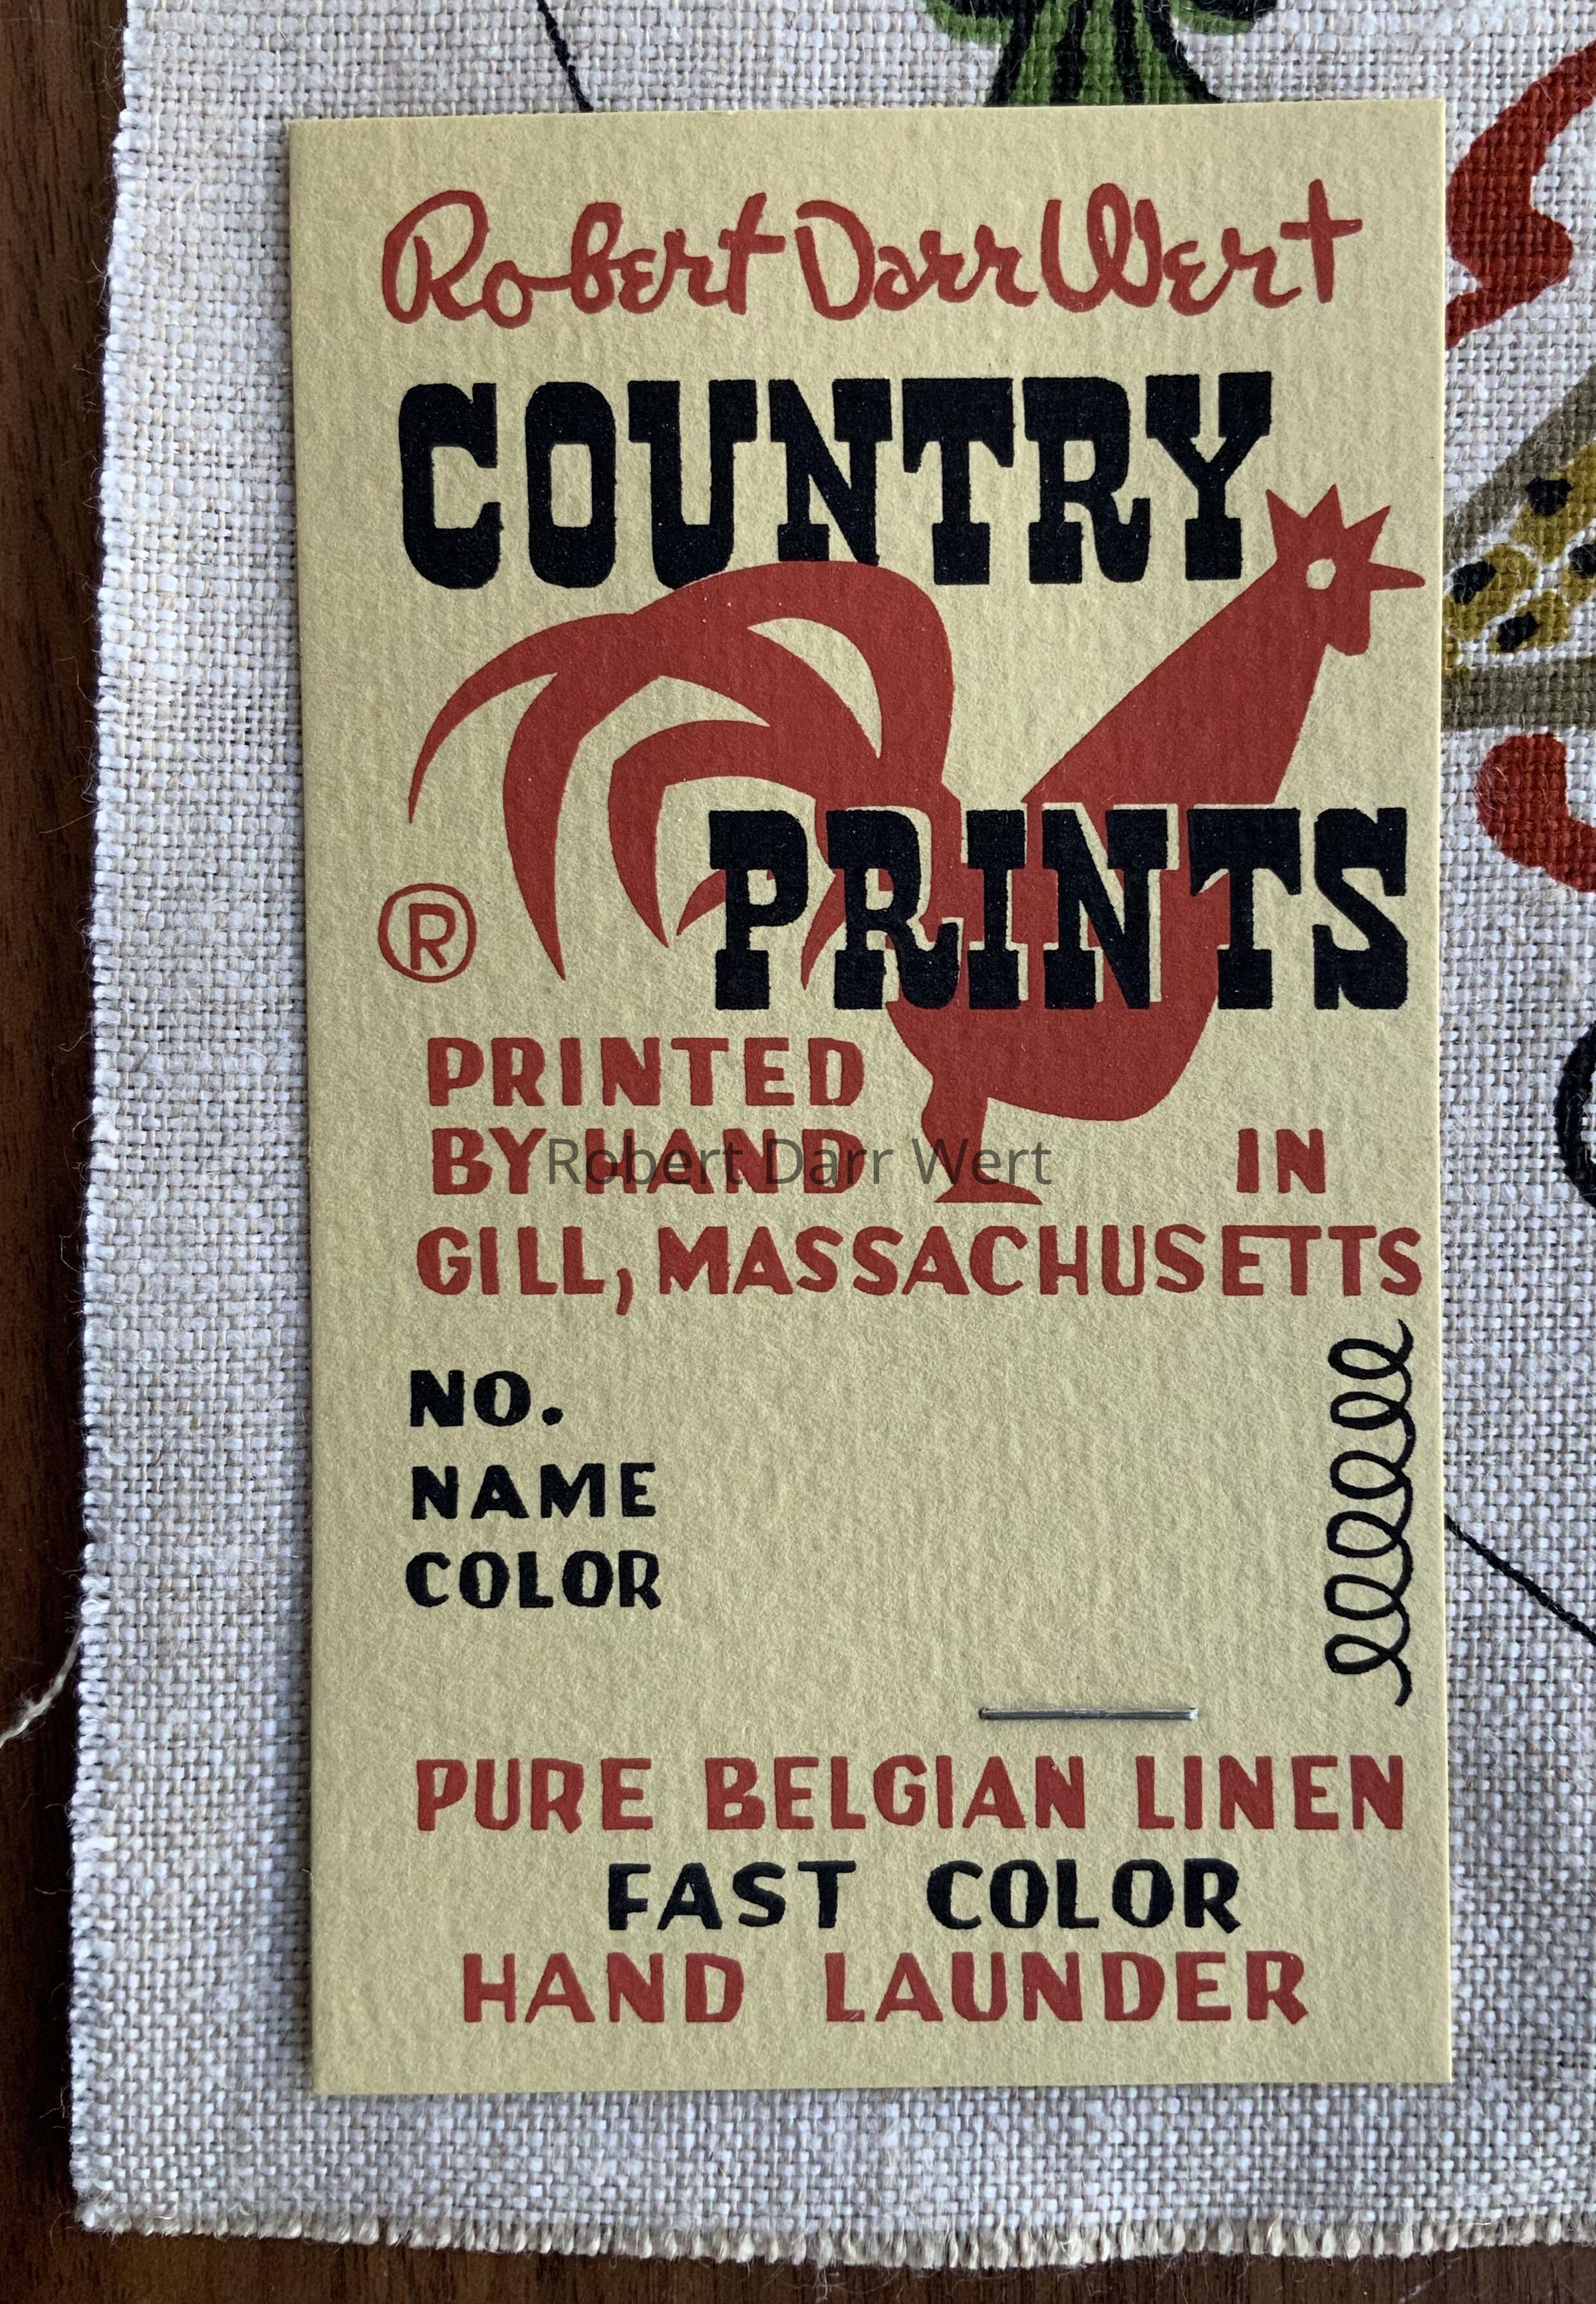 Robert Darr Wert
COUNTRY
PRINTS
®
PRINTED
BY HAND IN
Robert Darr Wert
GILL, MASSACHUSETTS
NO.
NAME
COLOR
PURE BELGIAN LINEN
FAST COLOR
HAND LAUNDER